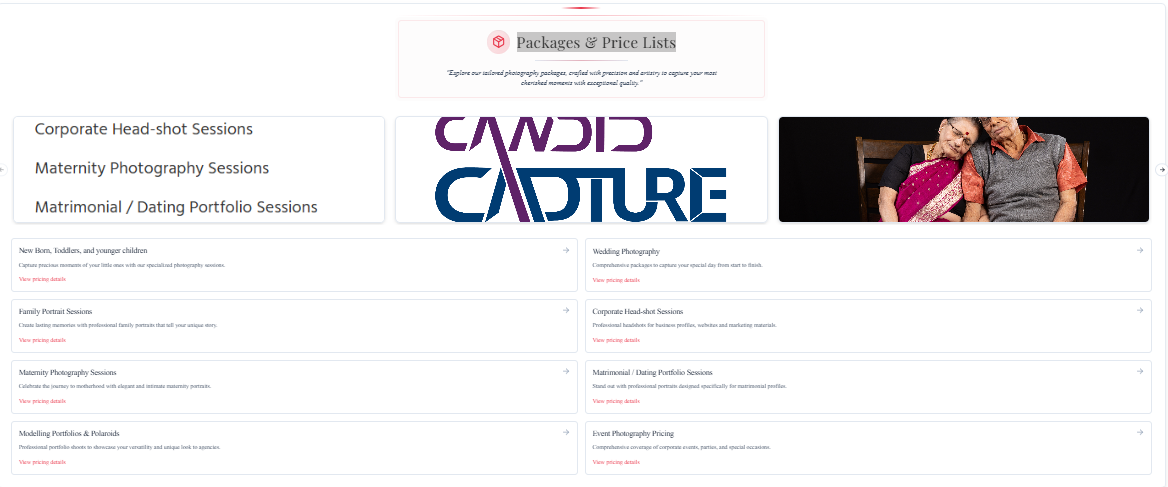 Packages & Price Lists
"Explore our tailored photography packages, crafted with precision and artistry to capture your most
cherished moments with exceptional quality."
Corporate Head-shot Sessions
Maternity Photography Sessions
Matrimonial / Dating Portfolio Sessions
CANDID
CAPTURE
New Born, Toddlers, and younger children
Capture precious moments of your little ones with our specialized photography sessions.
View pricing details
Wedding Photography
Comprehensive packages to capture your special day from start to finish.
View pricing details
Family Portrait Sessions
Create lasting memories with professional family portraits that tell your unique story.
View pricing details
Corporate Head-shot Sessions
Professional headshots for business profiles, websites and marketing materials.
View pricing details
Maternity Photography Sessions
Celebrate the journey to motherhood with elegant and intimate maternity portraits.
View pricing details
Matrimonial / Dating Portfolio Sessions
Stand out with professional portraits designed specifically for matrimonial profiles.
View pricing details
Modelling Portfolios & Polaroids
Professional portfolio shoots to showcase your versatility and unique look to agencies.
View pricing details
Event Photography Pricing
Comprehensive coverage of corporate events, parties, and special occasions.
View pricing details